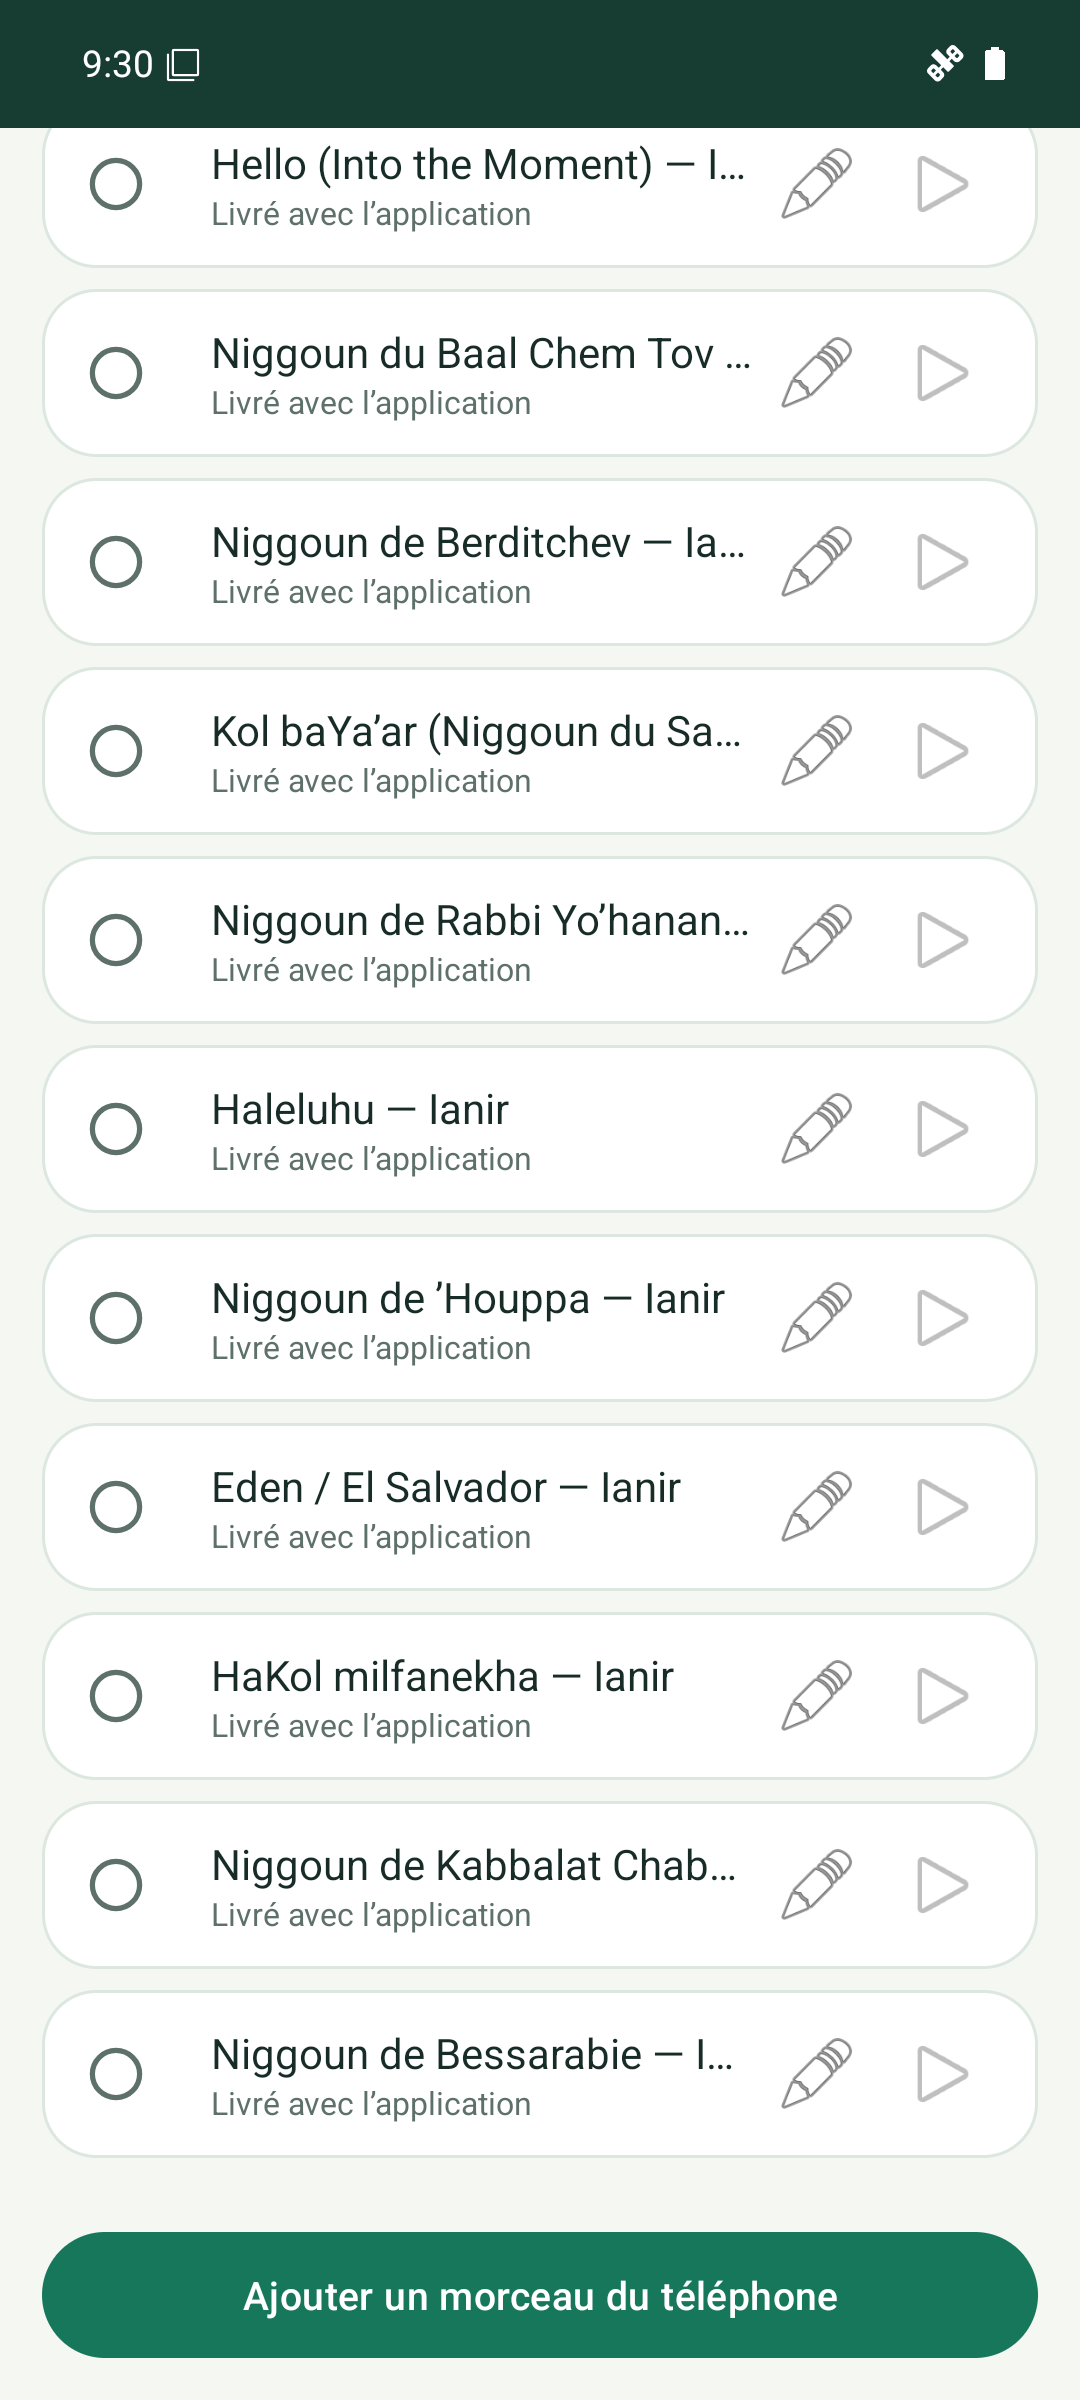 9:30
Hello (Into the Moment) — I...
Livré avec l’application
Niggoun du Baal Chem Tov ...
Livré avec l’application
Niggoun de Berditchev — Ia...
Livré avec l’application
Kol baYa’ar (Niggoun du Sa...
Livré avec l’application
Niggoun de Rabbi Yo’hanan...
Livré avec l’application
Haleluhu — Ianir
Livré avec l’application
Niggoun de ’Houppa — Ianir
Livré avec l’application
Eden / El Salvador — Ianir
Livré avec l’application
HaKol milfanekha — Ianir
Livré avec l’application
Niggoun de Kabbalat Chab...
Livré avec l’application
Niggoun de Bessarabie — I...
Livré avec l’application
Ajouter un morceau du téléphone